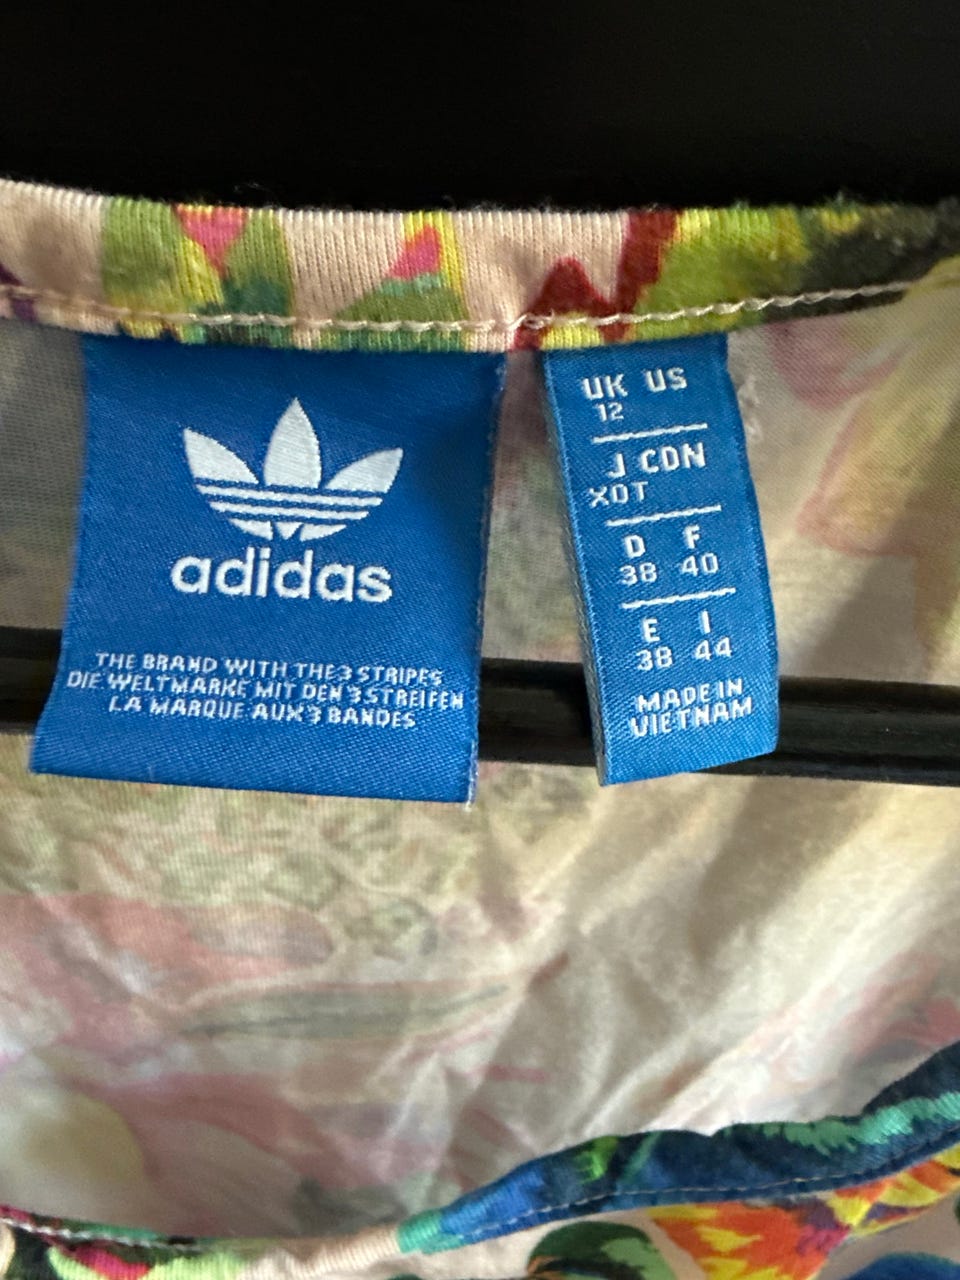 adidas
THE BRAND WITH THE 3 STRIPES
DIE WELTMARKE MIT DEN 3 STREIFEN
LA MARQUE AUX 3 BANDES
UK US
12
J CDN
XOT
D F
38 40
E I
38 44
MADE IN
VIETNAM